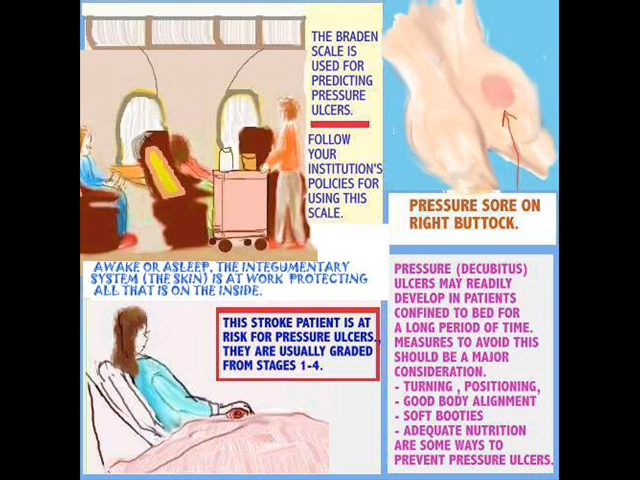 THE BRADEN
SCALE IS
USED FOR
PREDICTING
PRESSURE
ULCERS.
FOLLOW
YOUR
INSTITUTION'S
POLICIES FOR
USING THIS
SCALE.
PRESSURE SORE ON
RIGHT BUTTOCK.
AWAKE OR ASLEEP, THE INTEGUMENTARY
SYSTEM (THE SKIN) IS AT WORK PROTECTING
ALL THAT IS ON THE INSIDE.
THIS STROKE PATIENT IS AT
RISK FOR PRESSURE ULCERS.,
THEY ARE USUALLY GRADED
FROM STAGES 1-4.
PRESSURE (DECUBITUS)
ULCERS MAY READILY
DEVELOP IN PATIENTS
CONFINED TO BED FOR
A LONG PERIOD OF TIME.
MEASURES TO AVOID THIS
SHOULD BE A MAJOR
CONSIDERATION.
- TURNING , POSITIONING,
- GOOD BODY ALIGNMENT
- SOFT BOOTIES
- ADEQUATE NUTRITION
ARE SOME WAYS TO
PREVENT PRESSURE ULCERS.